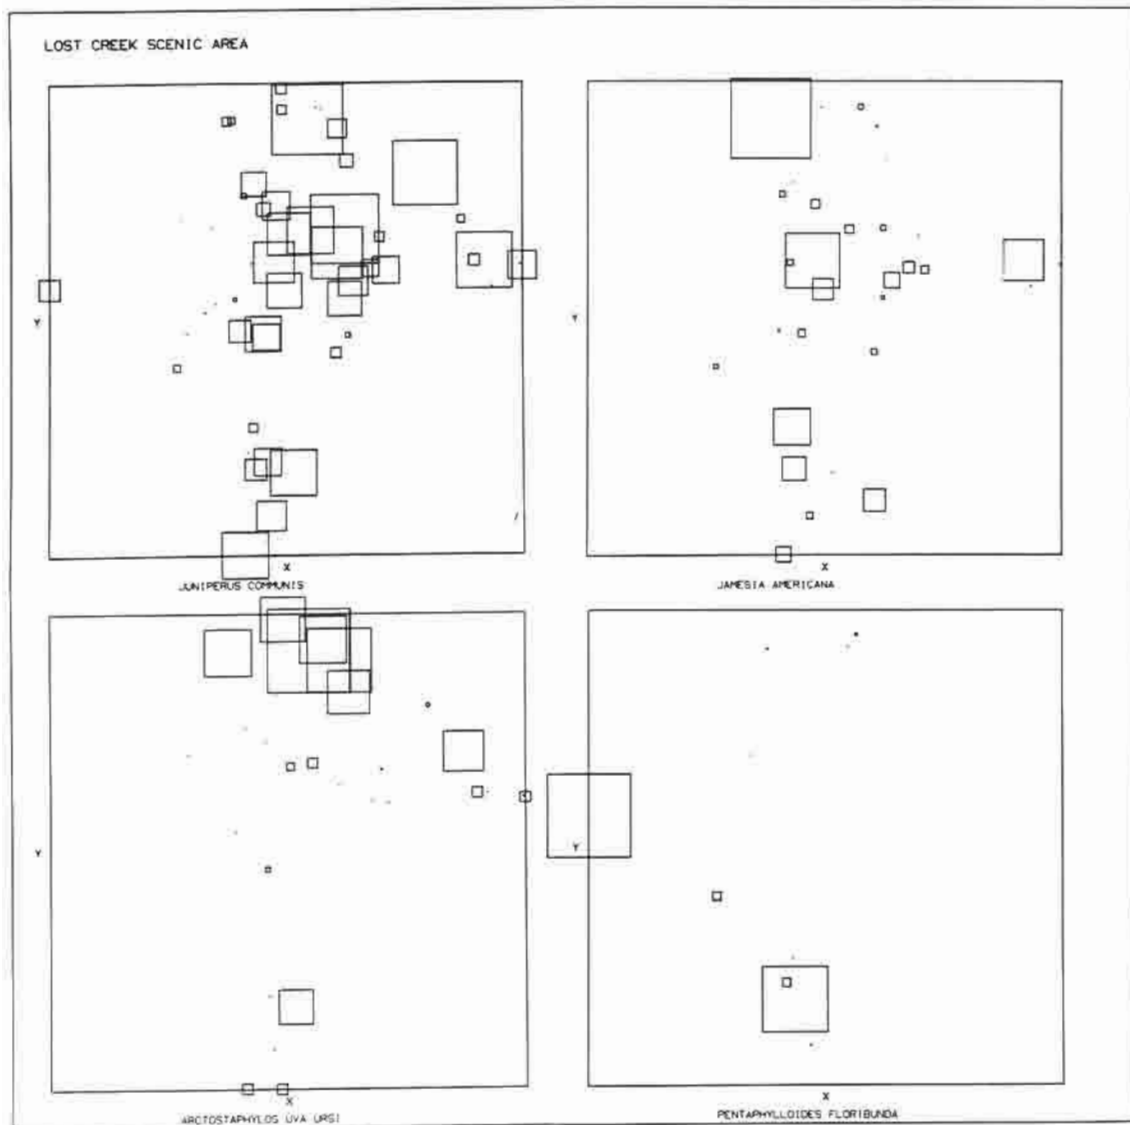 LOST CREEK SCENIC AREA
Y
X
JUNIPERUS COMMUNIS
Y
X
JAMESIA AMERICANA
Y
X
ARCTOSTAPHYLOS UVA URSI
Y
X
PENTAPHYLLOIDES FLORIBUNDA